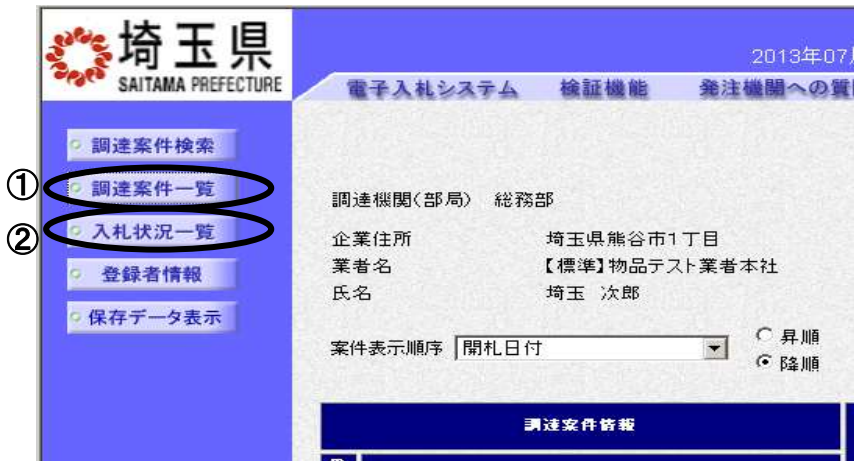 埼玉県
SAITAMA PREFECTURE
2013年07
電子入札システム 検証機能 発注機関への質
調達案件検索
① 調達案件一覧
② 入札状況一覧
登録者情報
保存データ表示
調達機関(部局) 総務部
企業住所 埼玉県熊谷市1丁目
業者名 【標準】物品テスト業者本社
氏名 埼玉 次郎
案件表示順序 開札日付
昇順
降順
調達案件情報